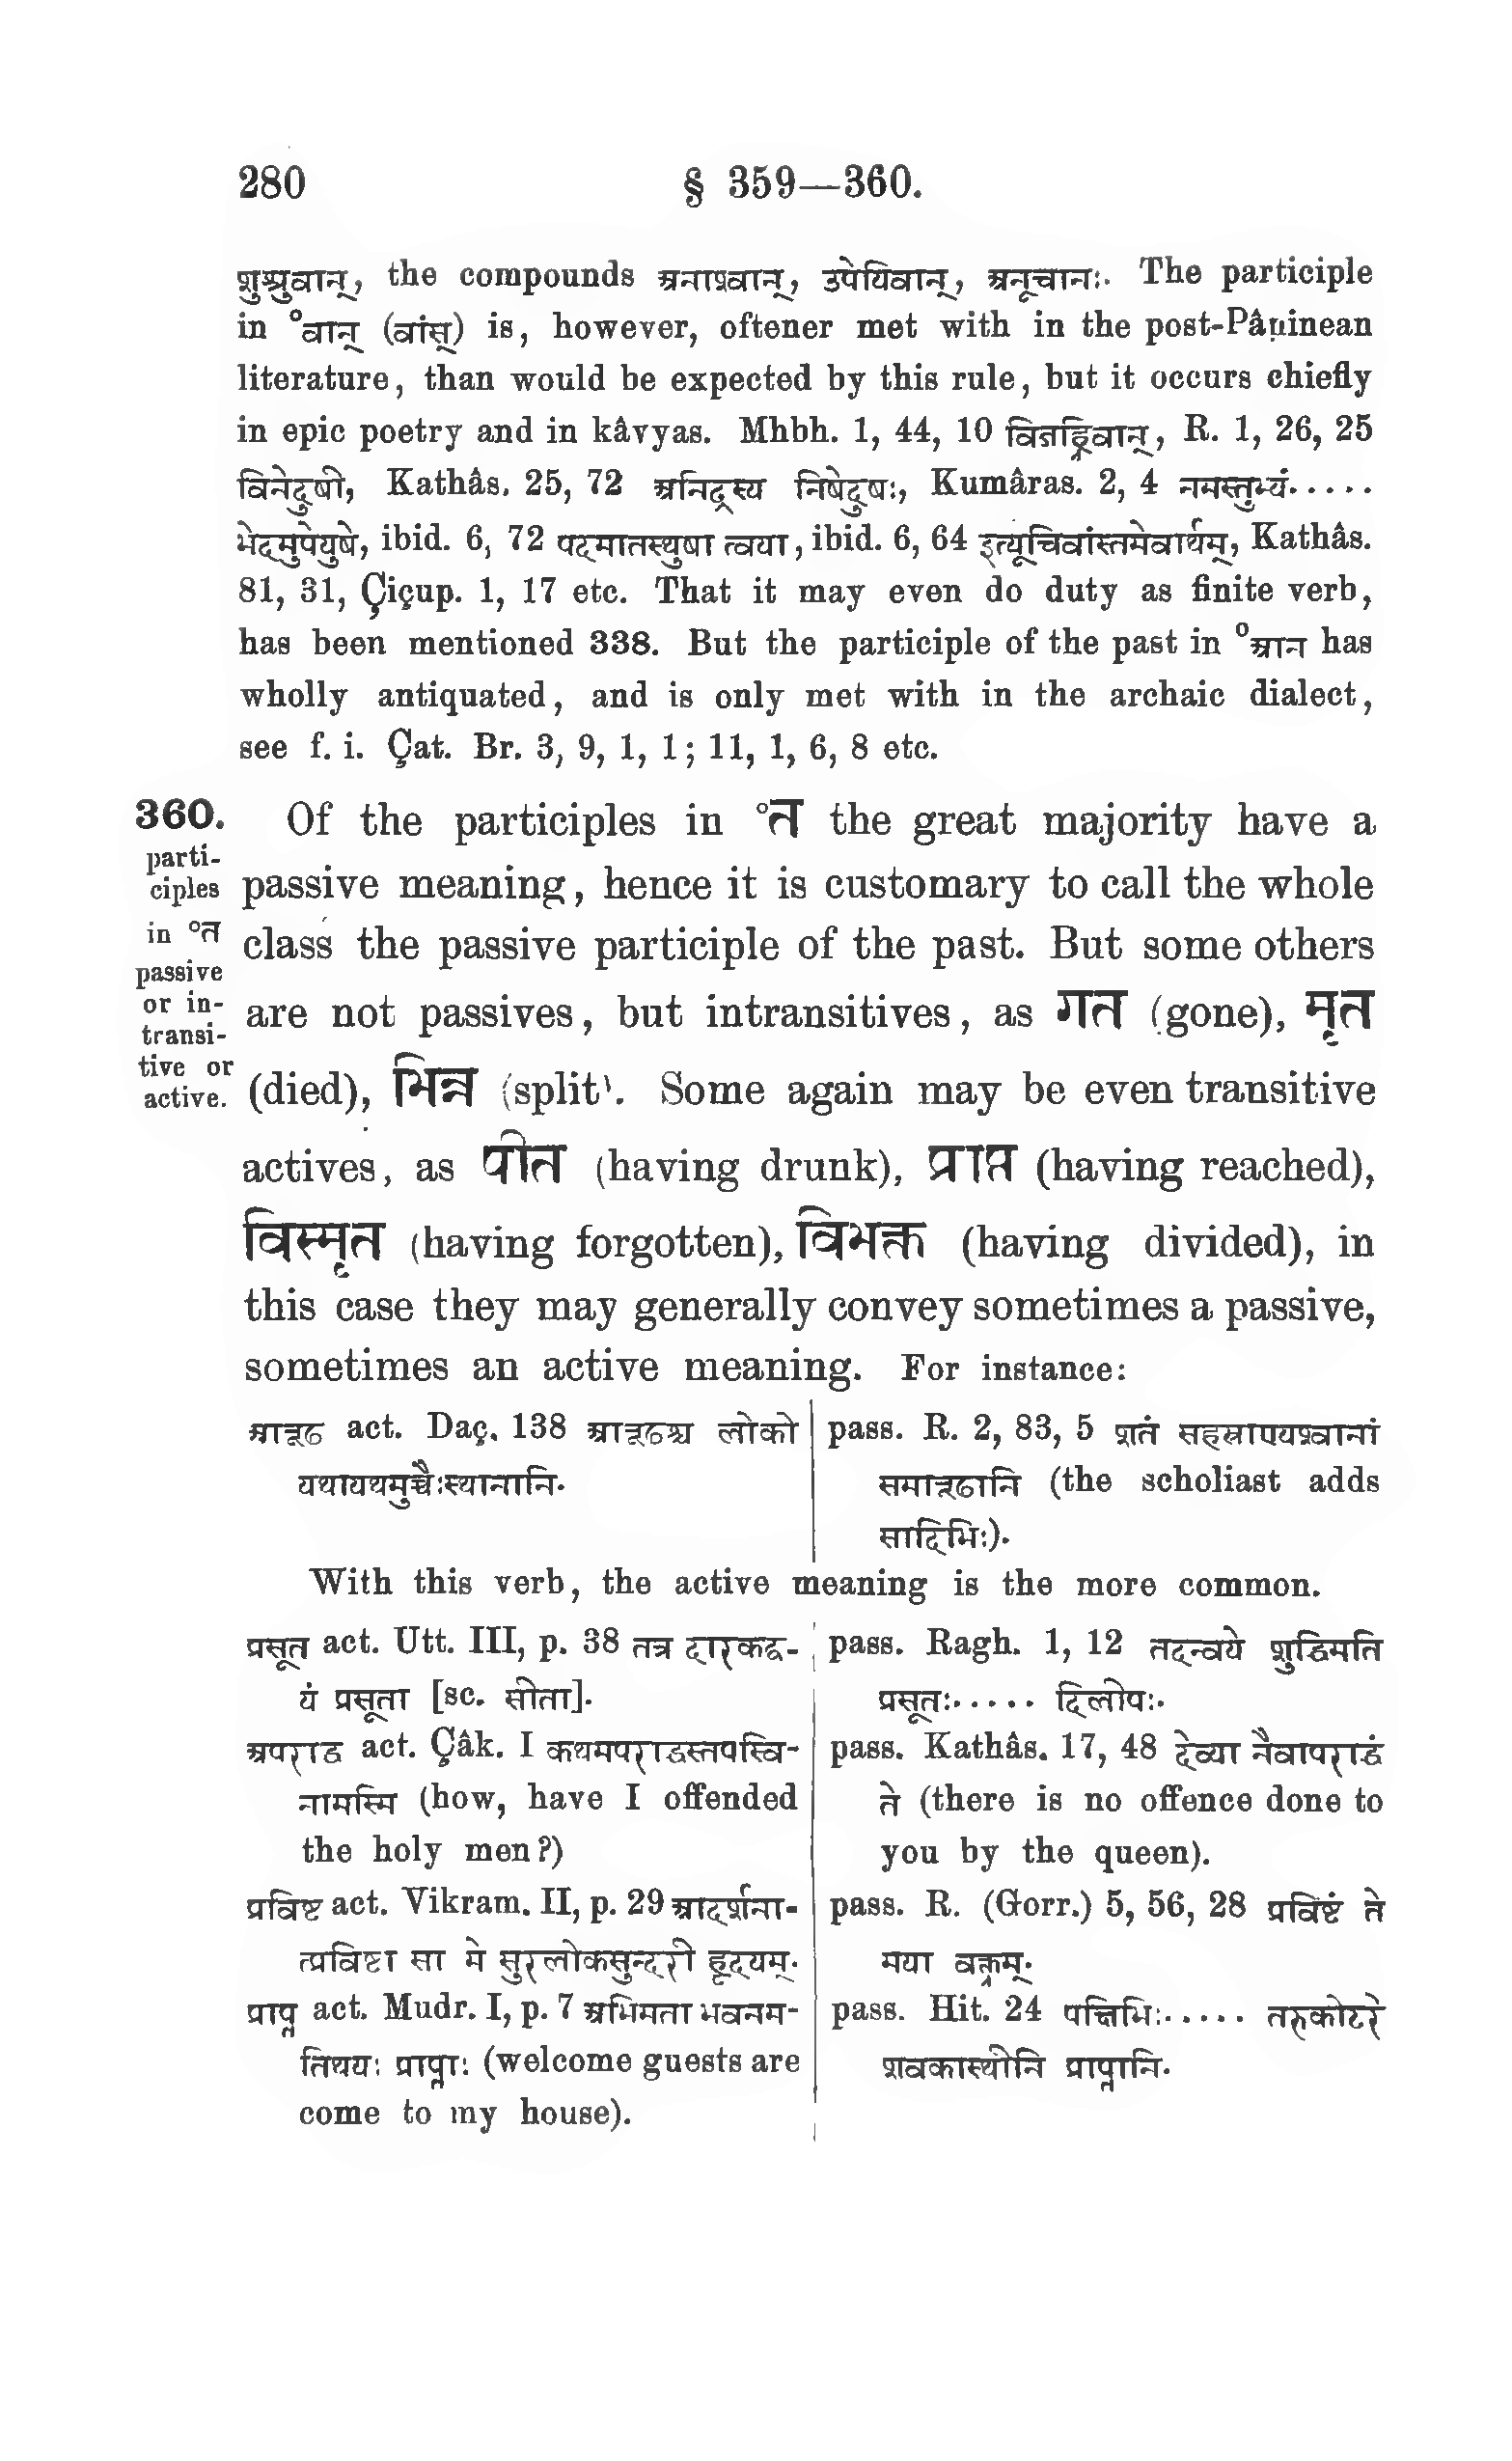 280 § 359—360.
शुश्रुवान्, the compounds अनाश्वान्, उपेयिवान्, अनूचानः. The participle
in °वान् (वांस्) is, however, oftener met with in the post-Pâṇinean
literature, than would be expected by this rule, but it occurs chiefly
in epic poetry and in kâvyas. Mhbh. 1, 44, 10 विजह्रिवान्, R. 1, 26, 25
विनेदुषी, Kathâs. 25, 72 अनिद्रस्य निषेदुषः, Kumâras. 2, 4 नमस्तुभ्यं.....
भेदमुपेयुषे, ibid. 6, 72 पदमातस्थुषा त्वया, ibid. 6, 64 इत्यूचिवांस्तमेवार्थम्, Kathâs.
81, 31, Çiçup. 1, 17 etc. That it may even do duty as finite verb,
has been mentioned 338. But the participle of the past in °आन has
wholly antiquated, and is only met with in the archaic dialect,
see f. i. Çat. Br. 3, 9, 1, 1; 11, 1, 6, 8 etc.
360. Of the participles in °त the great majority have a
parti-
ciples passive meaning, hence it is customary to call the whole
in °त class the passive participle of the past. But some others
passive
or in- are not passives, but intransitives, as गत (gone), मृत
transi-
tive or
active. (died), भिन्न (split). Some again may be even transitive
actives, as पीत (having drunk), प्राप्त (having reached),
विस्मृत (having forgotten), विभक्त (having divided), in
this case they may generally convey sometimes a passive,
sometimes an active meaning. For instance:
आरूढ act. Daç. 138 आरूढश्च लोको
यथायथमुच्चैःस्थानानि.
pass. R. 2, 83, 5 शतं सहस्राण्यश्वानां
समारूढानि (the scholiast adds
सादिभिः).
With this verb, the active meaning is the more common.
प्रसूत act. Utt. III, p. 38 तत्र दारकद्व-
यं प्रसूता [sc. सीता].
pass. Ragh. 1, 12 तदन्वये शुद्धिमति
प्रसूतः..... दिलीपः.
अपराद्ध act. Çâk. I कथमपराद्धस्तपस्वि-
नामस्मि (how, have I offended
the holy men?)
pass. Kathâs. 17, 48 देव्या नैवापराद्धं
ते (there is no offence done to
you by the queen).
प्रविष्ट act. Vikram. II, p. 29 आदर्शना-
त्प्रविष्टा सा मे सुरलोकसुन्दरी हृदयम्.
pass. R. (Gorr.) 5, 56, 28 प्रविष्टं ते
मया वक्त्रम्.
प्राप्त act. Mudr. I, p. 7 अभिमता भवनम-
तिथयः प्राप्ताः (welcome guests are
come to my house).
pass. Hit. 24 पक्षिभिः..... तरुकोटरे
शावकास्थीनि प्राप्तानि.